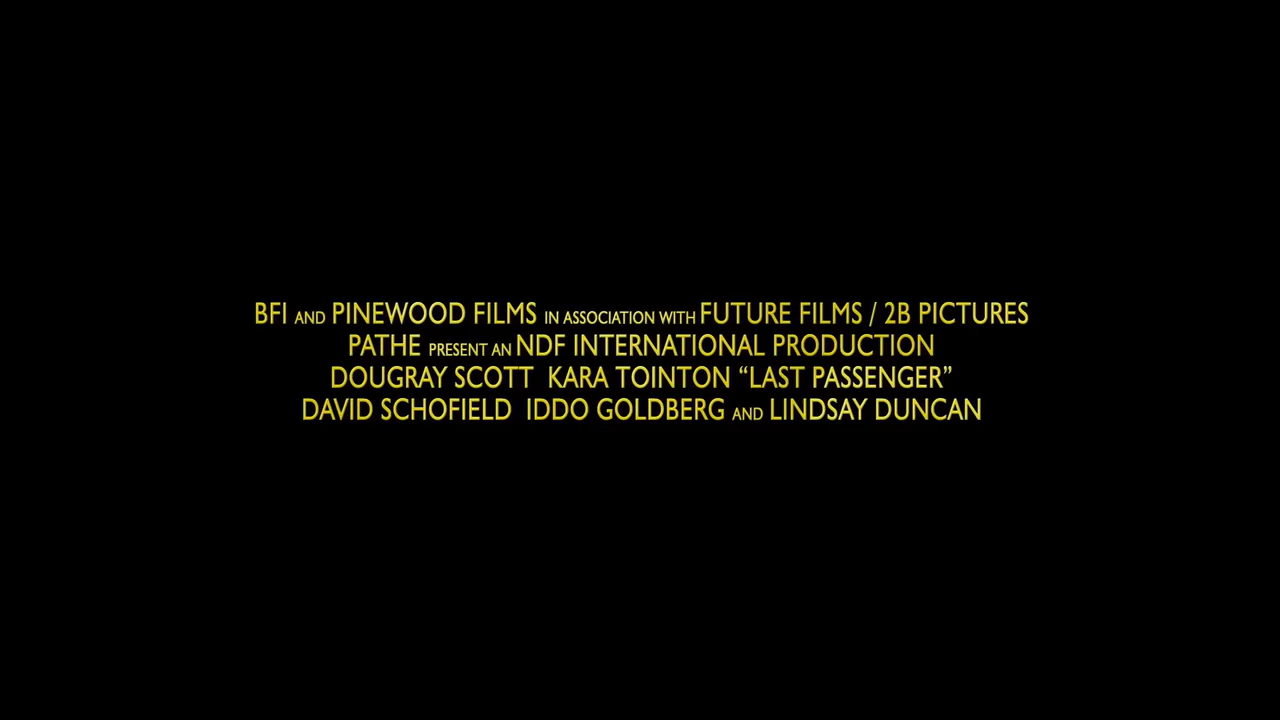 BFI AND PINEWOOD FILMS IN ASSOCIATION WITH FUTURE FILMS / 2B PICTURES
PATHE PRESENT AN NDF INTERNATIONAL PRODUCTION
DOUGRAY SCOTT KARA TOINTON “LAST PASSENGER”
DAVID SCHOFIELD IDDO GOLDBERG AND LINDSAY DUNCAN